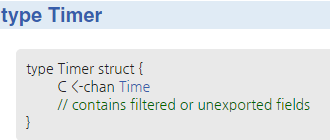 type Timer
type Timer struct {
C <-chan Time
// contains filtered or unexported fields
}